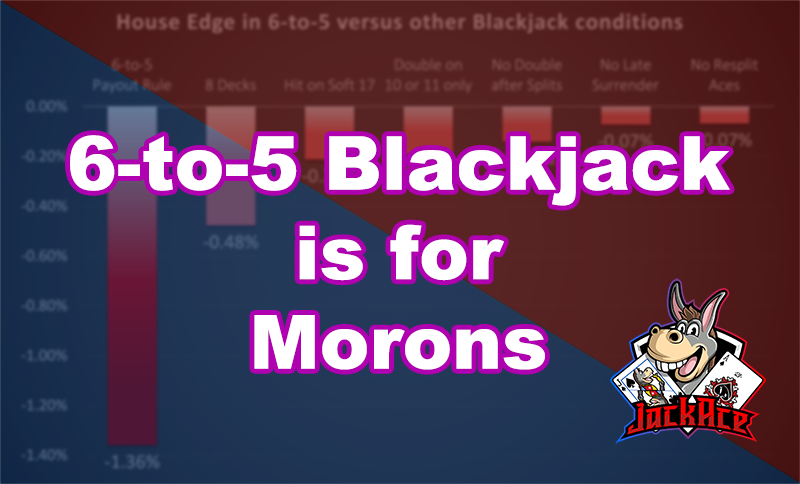 House Edge in 6-to-5 versus other Blackjack conditions
6-to-5
Payout Rule
8 Decks
Hit on Soft 17
Double on
10 or 11 only
No Double
after Splits
No Late
Surrender
No Resplit
Aces
0.00%
-0.20%
-0.40%
-0.60%
-0.80%
-1.00%
-1.20%
-1.40%
-0.48%
-0.07%
-0.07%
-1.36%
6-to-5 Blackjack
is for
Morons
JackAce